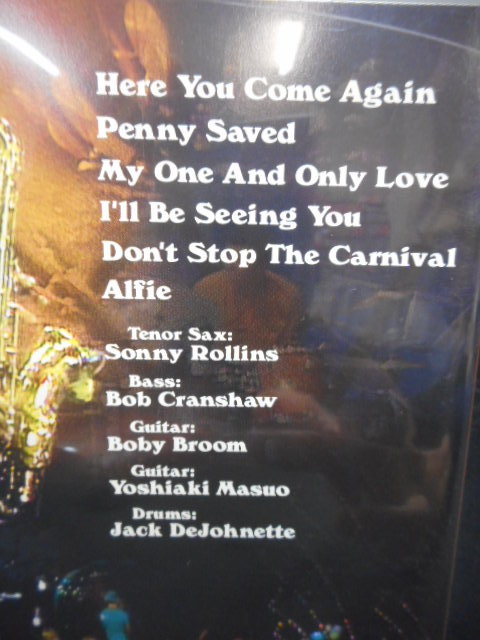 Here You Come Again
Penny Saved
My One And Only Love
I'll Be Seeing You
Don't Stop The Carnival
Alfie
Tenor Sax:
Sonny Rollins
Bass:
Bob Cranshaw
Guitar:
Boby Broom
Guitar:
Yoshiaki Masuo
Drums:
Jack DeJohnette